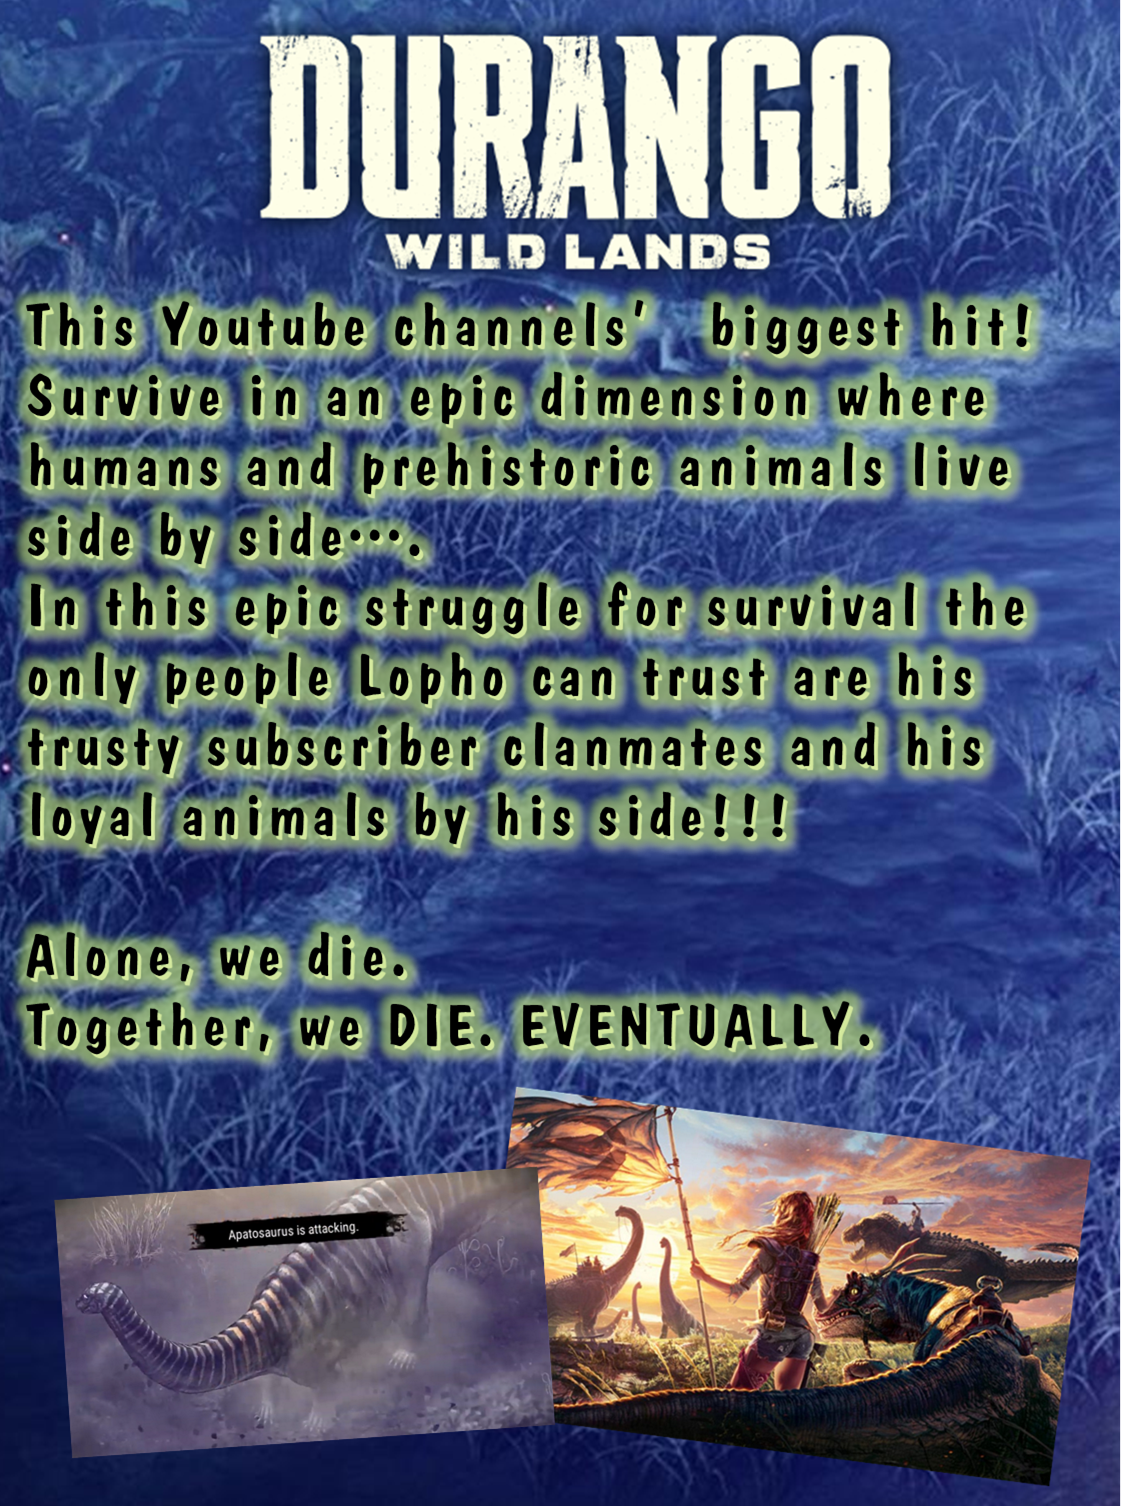 DURANGO
WILD LANDS
This Youtube channels' biggest hit!
Survive in an epic dimension where
humans and prehistoric animals live
side by side….
In this epic struggle for survival the
only people Lopho can trust are his
trusty subscriber clanmates and his
loyal animals by his side!!!
Alone, we die.
Together, we DIE. EVENTUALLY.
Apatosaurus is attacking.